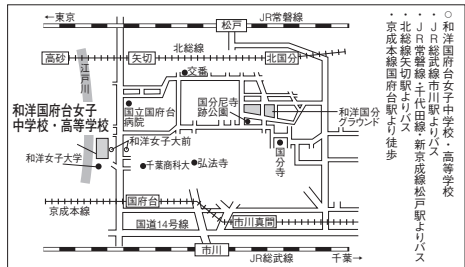 ○和洋国府台女子中学校・高等学校
・JR総武線市川駅よりバス
・JR常磐線・千代田線・新京成線松戸駅よりバス
・北総線矢切駅よりバス
・京成本線国府台駅より徒歩
←東京
松戸
JR常磐線
北総線
高砂
矢切
北国分
江戸川
交番
国立国府台
病院
国分尼寺
跡公園
和洋国分
グラウンド
和洋国府台女子
中学校・高等学校
和洋女子大前
国分寺
和洋女子大学
千葉商科大
弘法寺
国府台
京成本線
国道14号線
市川真間
市川
JR総武線
千葉→